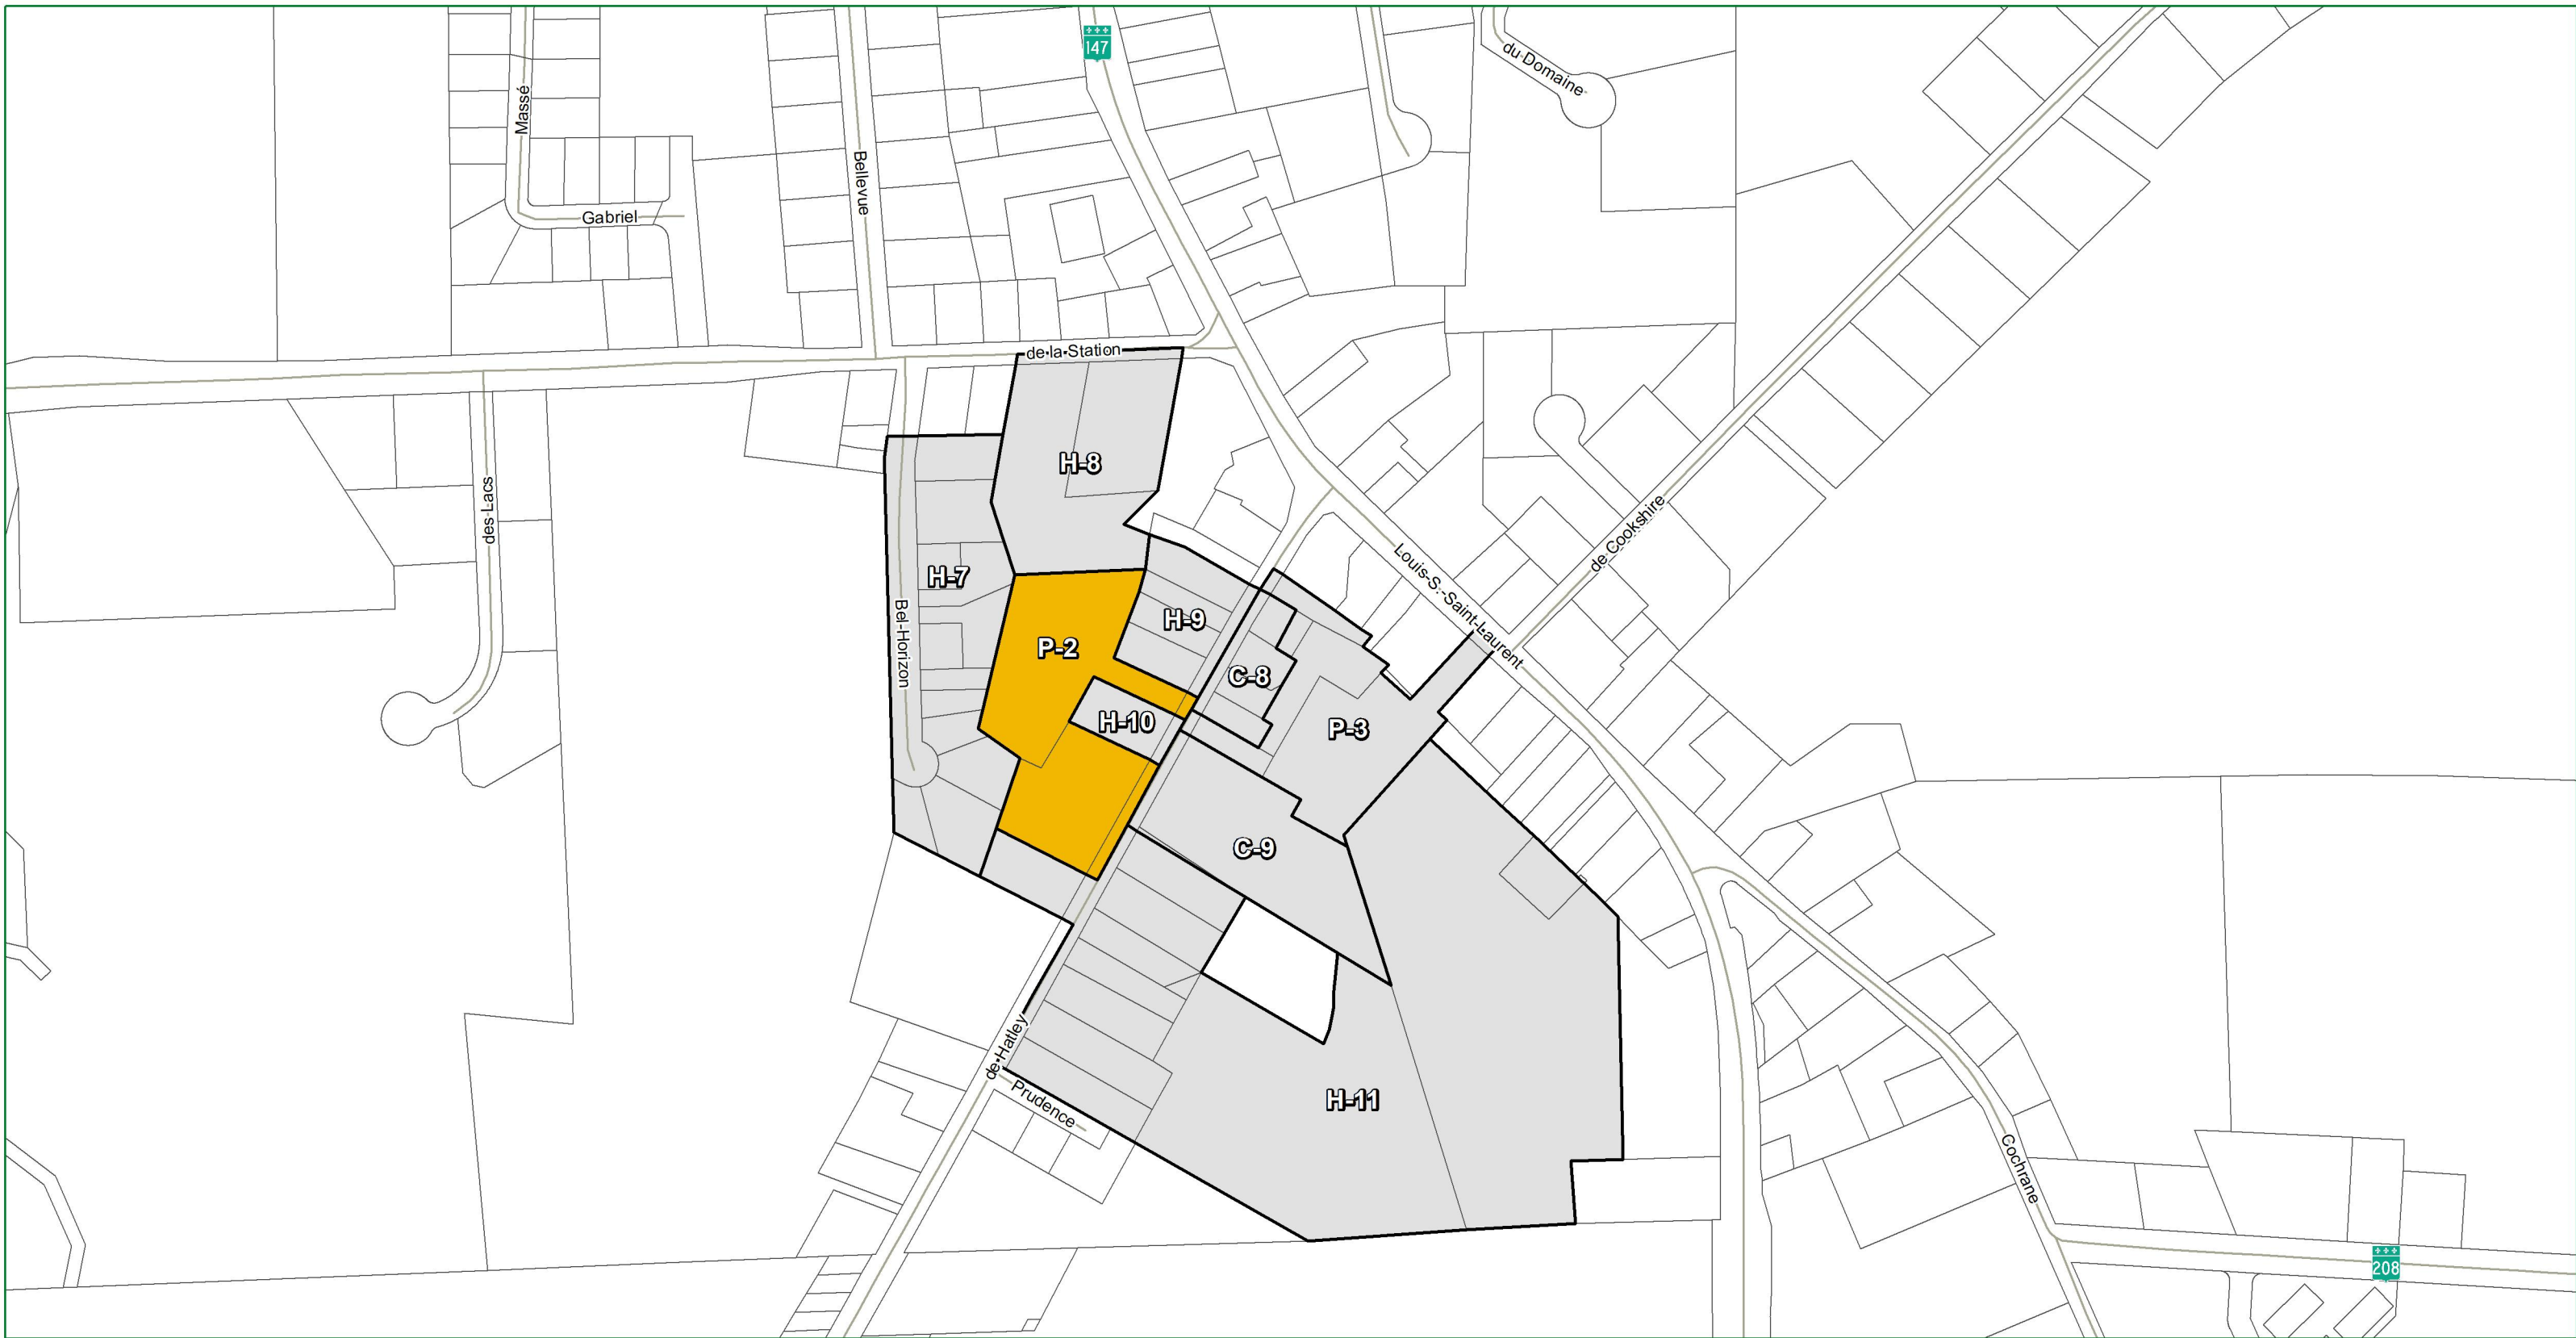 147
du Domaine
Massé
Bellevue
Gabriel
de la Station
H-8
des Lacs
de Cookshire
Louis-S.-Saint-Laurent
H-7
Bel-Horizon
H-9
P-2
C-8
H-10
P-3
C-9
de Hatley
Prudence
H-11
Cochrane
208